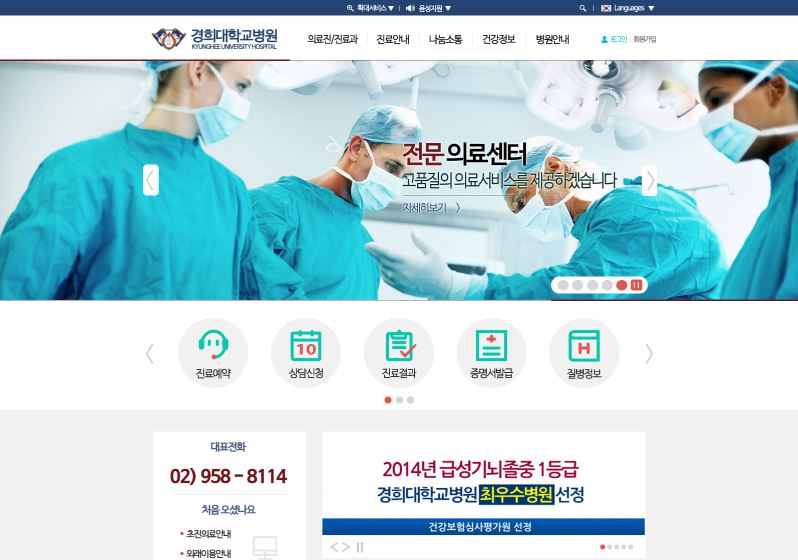 확대서비스 ▼ | 음성지원 ▼
Languages ▼
경희대학교병원
KYUNGHEE UNIVERSITY HOSPITAL
의료진/진료과 진료안내 나눔소통 건강정보 병원안내
로그인 회원가입
전문 의료센터
고품질의 의료서비스를 제공하겠습니다
자세히보기 〉
10
H
진료예약 상담신청 진료결과 증명서발급 질병정보
대표전화
02) 958 - 8114
처음 오셨나요
초진의료안내
외래이용안내
2014년 급성기뇌졸중 1등급
경희대학교병원 최우수병원 선정
건강보험심사평가원 선정